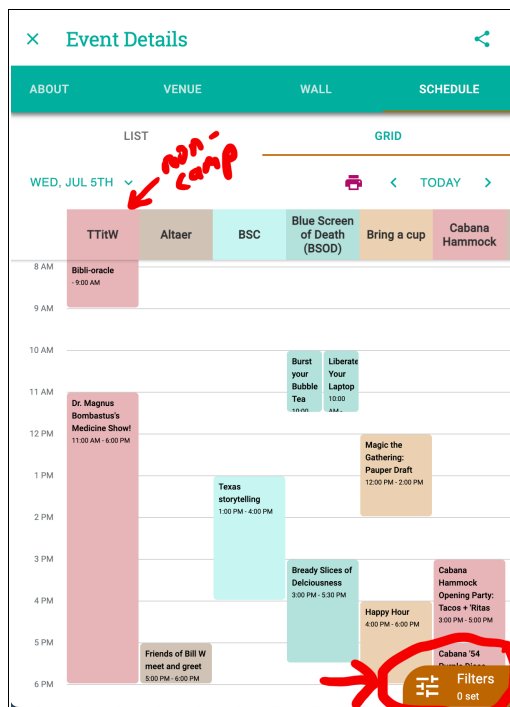 Event Details
ABOUT VENUE WALL SCHEDULE
LIST GRID
non-
camp
WED, JUL 5TH TODAY
TTitW Altaer BSC Blue Screen of Death (BSOD) Bring a cup Cabana Hammock
8 AM
Bibli-oracle
- 9:00 AM
9 AM
10 AM
Burst
your
Bubble
Tea
10:00
Liberate
Your
Laptop
10:00
AM -
11 AM
Dr. Magnus
Bombastus's
Medicine Show!
11:00 AM - 6:00 PM
12 PM
Magic the
Gathering:
Pauper Draft
12:00 PM - 2:00 PM
1 PM
Texas
storytelling
1:00 PM - 4:00 PM
2 PM
3 PM
Bready Slices of
Delciousness
3:00 PM - 5:30 PM
Cabana
Hammock
Opening Party:
Tacos + 'Ritas
3:00 PM - 5:00 PM
4 PM
Happy Hour
4:00 PM - 6:00 PM
5 PM
Friends of Bill W
meet and greet
5:00 PM - 6:00 PM
Cabana '54
6 PM
Filters
0 set